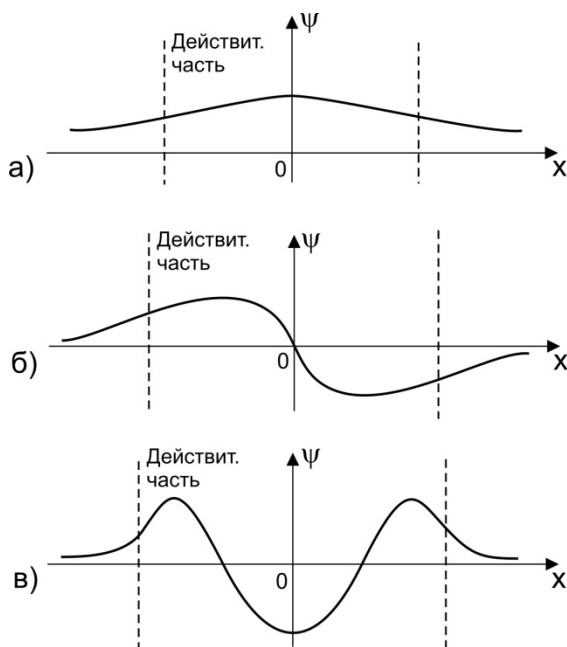 Действит.
часть
ψ
0
x
а)
Действит.
часть
ψ
0
x
б)
Действит.
часть
ψ
0
x
в)